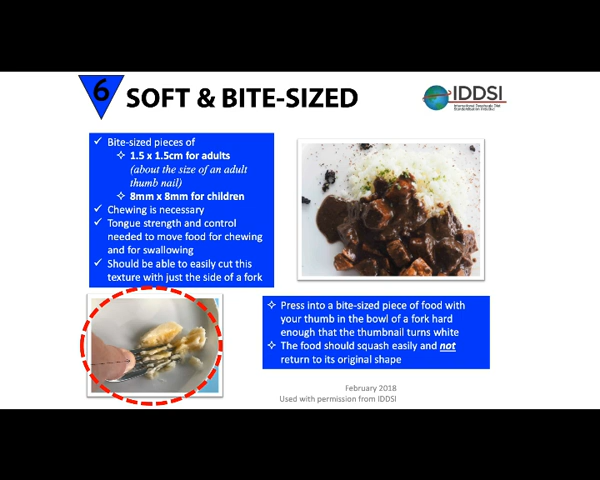 6
SOFT & BITE-SIZED
IDDSI
International Dysphagia Diet
Standardisation Initiative
Bite-sized pieces of
1.5 x 1.5cm for adults
(about the size of an adult
thumb nail)
8mm x 8mm for children
Chewing is necessary
Tongue strength and control
needed to move food for chewing
and for swallowing
Should be able to easily cut this
texture with just the side of a fork
Press into a bite-sized piece of food with
your thumb in the bowl of a fork hard
enough that the thumbnail turns white
The food should squash easily and not
return to its original shape
February 2018
Used with permission from IDDSI